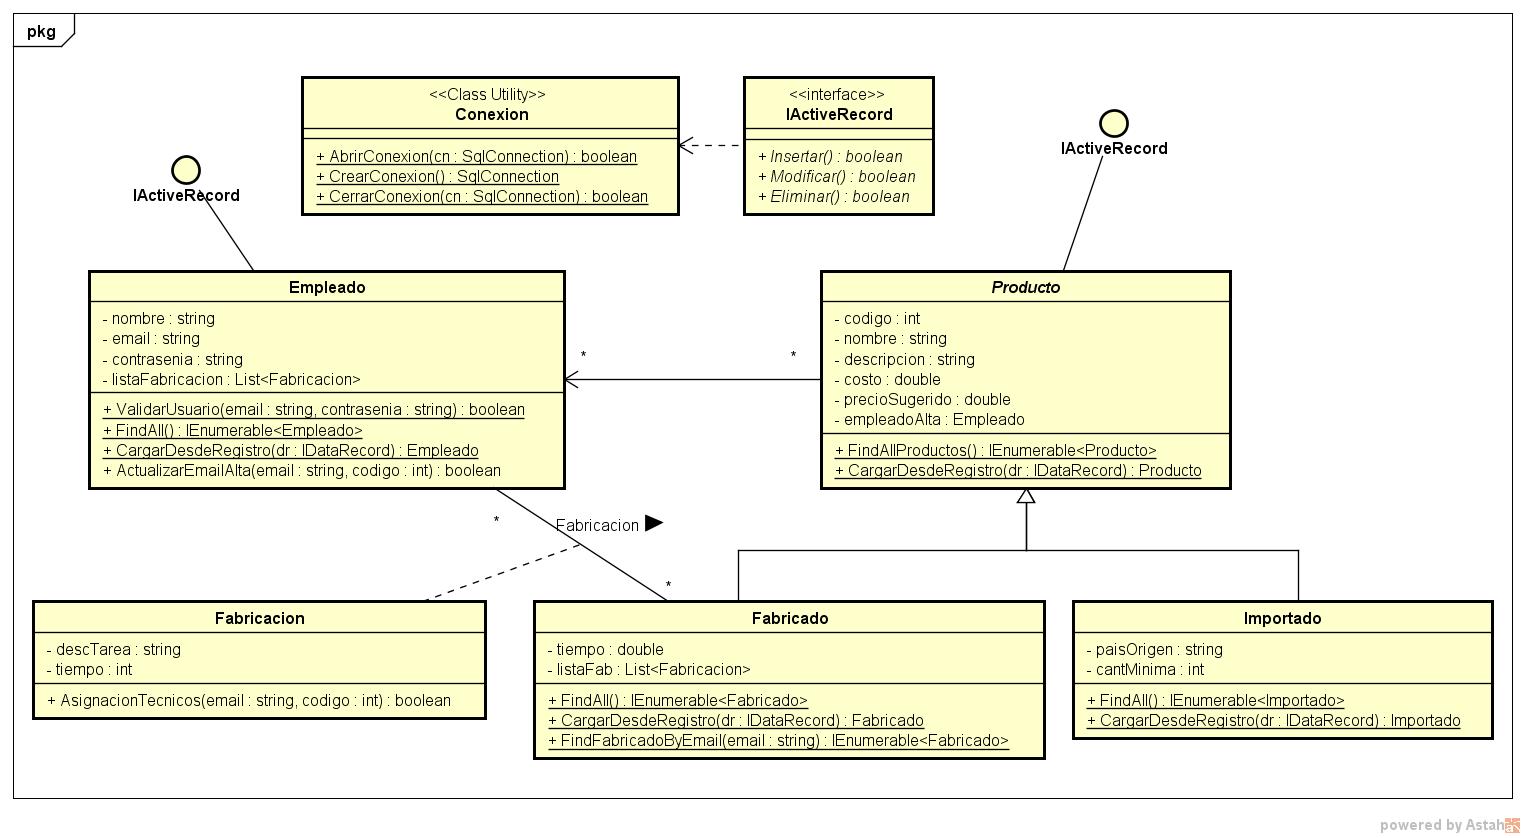 pkg
<<Class Utility>>
Conexion
+ AbrirConexion(cn : SqlConnection) : boolean
+ CrearConexion() : SqlConnection
+ CerrarConexion(cn : SqlConnection) : boolean
<<interface>>
IActiveRecord
+ Insertar() : boolean
+ Modificar() : boolean
+ Eliminar() : boolean
IActiveRecord
IActiveRecord
Empleado
- nombre : string
- email : string
- contrasenia : string
- listaFabricacion : List<Fabricacion>
+ ValidarUsuario(email : string, contrasenia : string) : boolean
+ FindAll() : IEnumerable<Empleado>
+ CargarDesdeRegistro(dr : IDataRecord) : Empleado
+ ActualizarEmailAlta(email : string, codigo : int) : boolean
*
*
Producto
- codigo : int
- nombre : string
- descripcion : string
- costo : double
- precioSugerido : double
- empleadoAlta : Empleado
+ FindAllProductos() : IEnumerable<Producto>
+ CargarDesdeRegistro(dr : IDataRecord) : Producto
*
Fabricacion
*
Fabricacion
- descTarea : string
- tiempo : int
+ AsignacionTecnicos(email : string, codigo : int) : boolean
Fabricado
- tiempo : double
- listaFab : List<Fabricacion>
+ FindAll() : IEnumerable<Fabricado>
+ CargarDesdeRegistro(dr : IDataRecord) : Fabricado
+ FindFabricadoByEmail(email : string) : IEnumerable<Fabricado>
Importado
- paisOrigen : string
- cantMinima : int
+ FindAll() : IEnumerable<Importado>
+ CargarDesdeRegistro(dr : IDataRecord) : Importado
powered by Astah